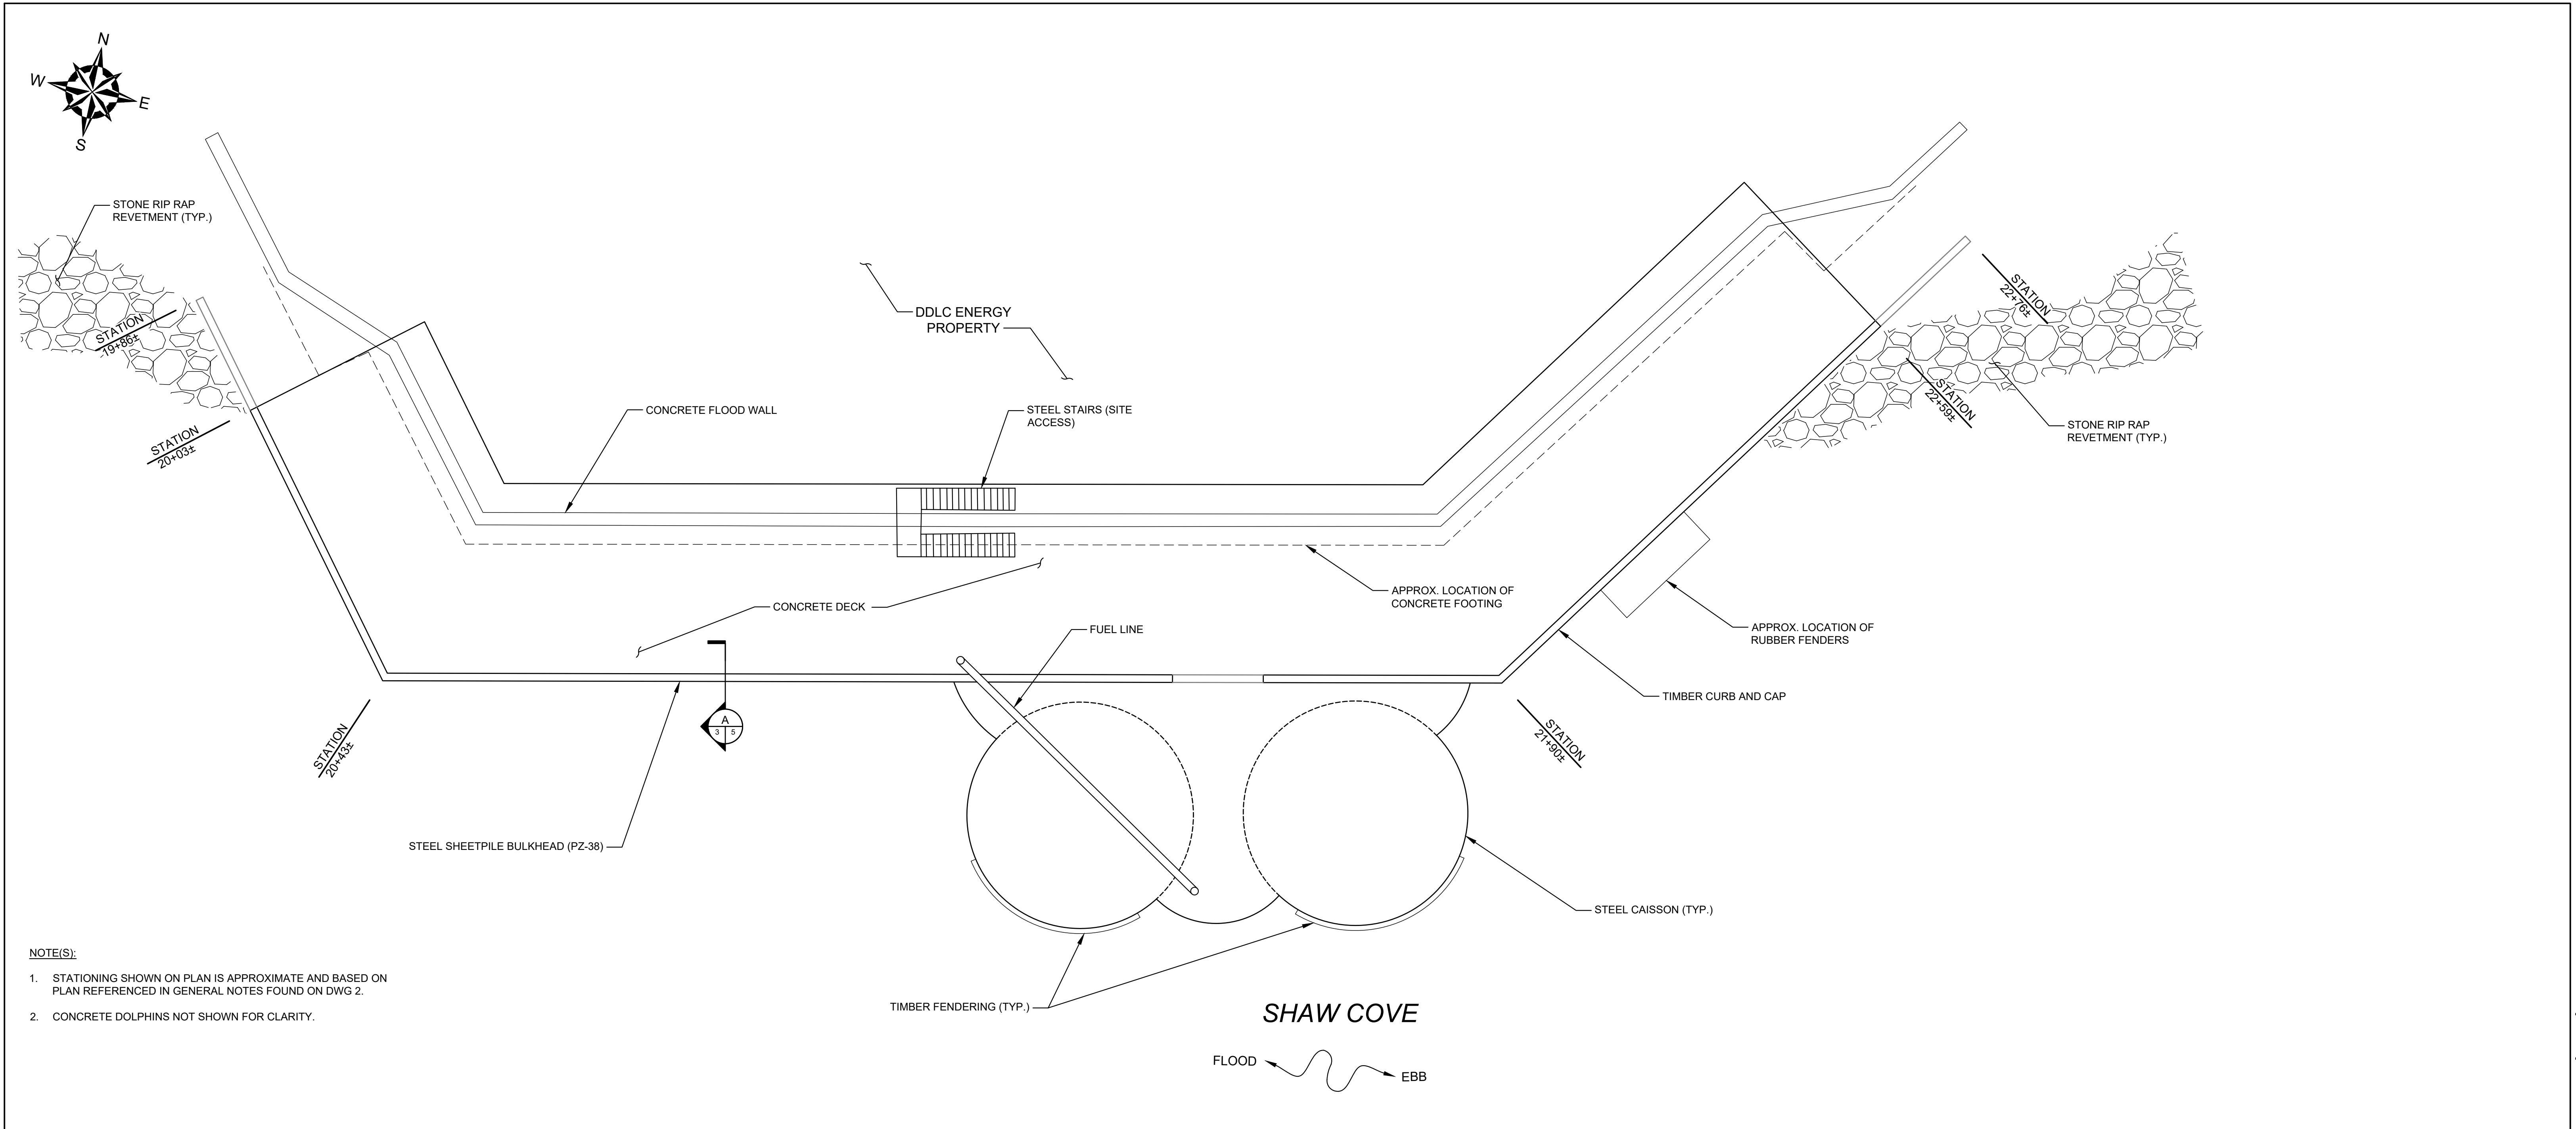 N
W
E
S
STONE RIP RAP
REVETMENT (TYP.)
STATION
19+86±
STATION
20+03±
DDLC ENERGY
PROPERTY
CONCRETE FLOOD WALL
STEEL STAIRS (SITE
ACCESS)
STATION
22+76±
STATION
22+59±
STONE RIP RAP
REVETMENT (TYP.)
CONCRETE DECK
APPROX. LOCATION OF
CONCRETE FOOTING
FUEL LINE
APPROX. LOCATION OF
RUBBER FENDERS
TIMBER CURB AND CAP
A
3 5
STATION
20+43±
STATION
21+90±
STEEL SHEETPILE BULKHEAD (PZ-38)
STEEL CAISSON (TYP.)
TIMBER FENDERING (TYP.)
NOTE(S):
1. STATIONING SHOWN ON PLAN IS APPROXIMATE AND BASED ON
PLAN REFERENCED IN GENERAL NOTES FOUND ON DWG 2.
2. CONCRETE DOLPHINS NOT SHOWN FOR CLARITY.
SHAW COVE
FLOOD
EBB